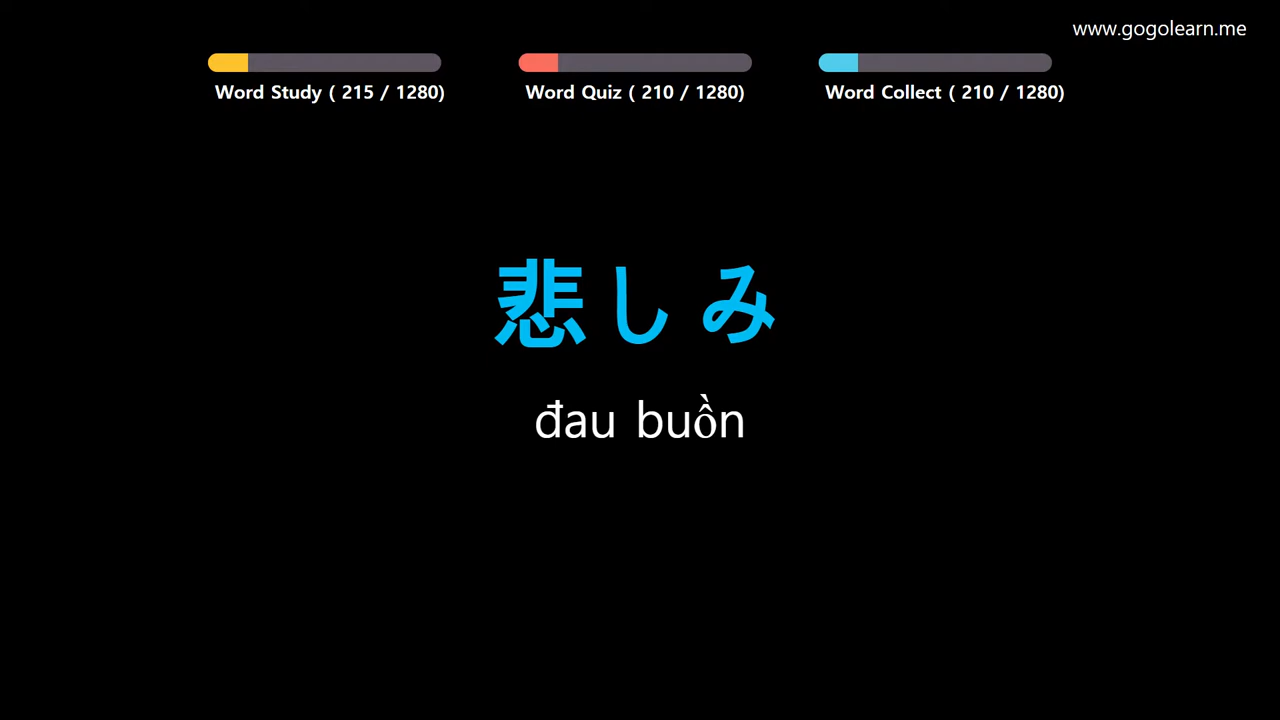 www.gogolearn.me
Word Study ( 215 / 1280)
Word Quiz ( 210 / 1280)
Word Collect ( 210 / 1280)
悲しみ
đau buồn